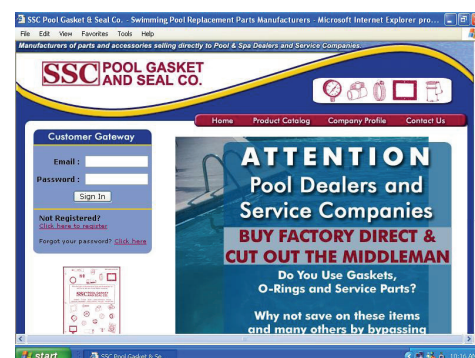 SSC Pool Gasket & Seal Co. - Swimming Pool Replacement Parts Manufacturers - Microsoft Internet Explorer pro...
File Edit View Favorites Tools Help
Manufacturers of parts and accessories selling directly to Pool & Spa Dealers and Service Companies.
SSC POOL GASKET
AND SEAL CO.
Home Product Catalog Company Profile Contact Us
Customer Gateway
Email :
Password :
Sign In
Not Registered?
Click here to register
Forgot your password? Click here
SSC
ATTENTION
Pool Dealers and
Service Companies
BUY FACTORY DIRECT &
CUT OUT THE MIDDLEMAN
Do You Use Gaskets,
O-Rings and Service Parts?
Why not save on these items
and many others by bypassing
start
SSC Pool Gasket & Se...